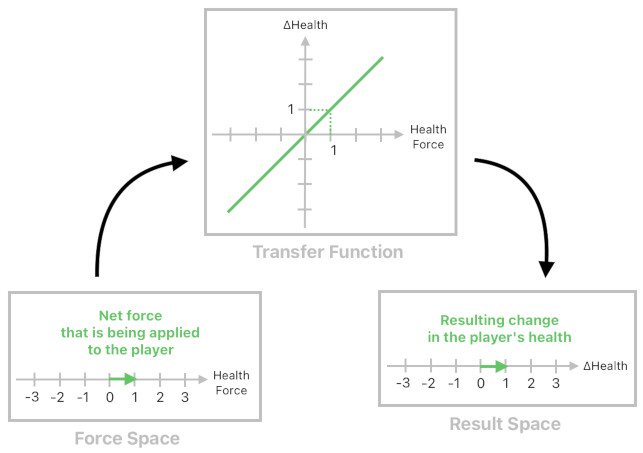 ΔHealth
1
Health
Force
1
Transfer Function
Net force
that is being applied
to the player
Health
Force
-3 -2 -1 0 1 2 3
Force Space
Resulting change
in the player's health
ΔHealth
-3 -2 -1 0 1 2 3
Result Space